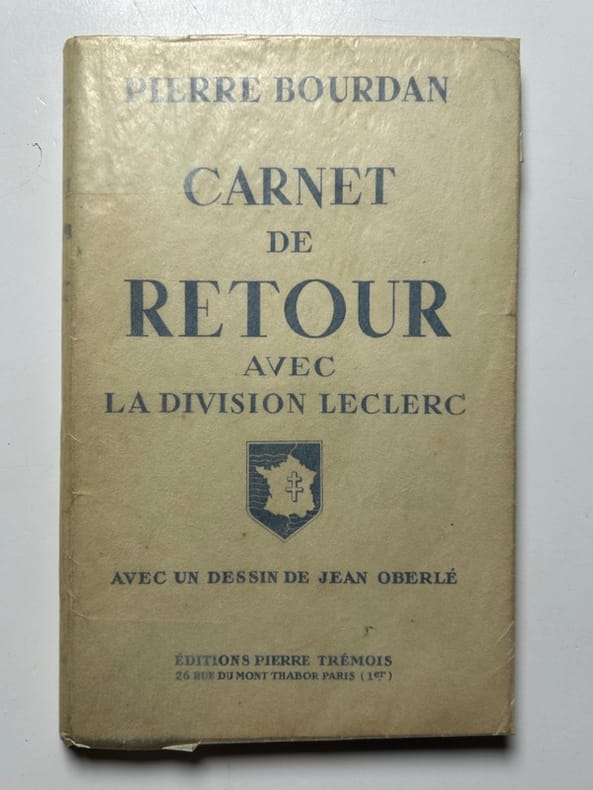 PIERRE BOURDAN
CARNET
DE
RETOUR
AVEC
LA DIVISION LECLERC
AVEC UN DESSIN DE JEAN OBERLÉ
ÉDITIONS PIERRE TRÉMOIS
26 RUE DU MONT THABOR PARIS (1er)